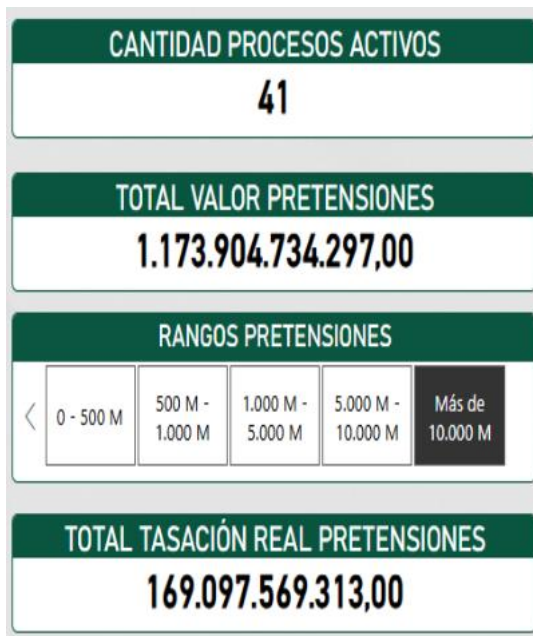 CANTIDAD PROCESOS ACTIVOS
41
TOTAL VALOR PRETENSIONES
1.173.904.734.297,00
RANGOS PRETENSIONES
0 - 500 M
500 M -
1.000 M
1.000 M -
5.000 M
5.000 M -
10.000 M
Más de
10.000 M
TOTAL TASACIÓN REAL PRETENSIONES
169.097.569.313,00